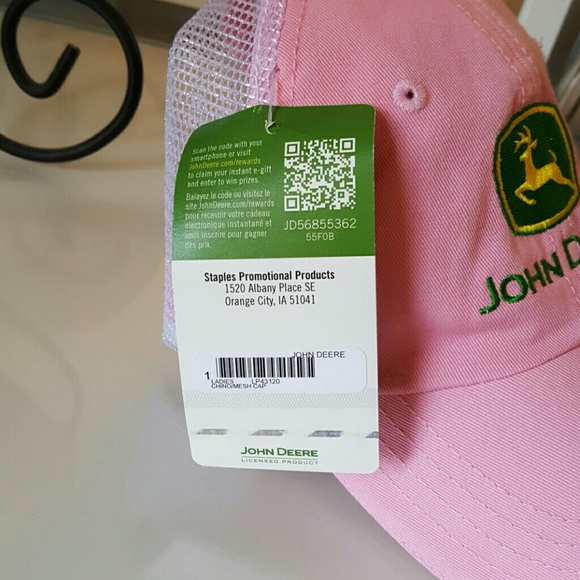 Scan the code with your
smartphone or visit
JohnDeere.com/rewards
to claim your instant e-gift
and enter to win prizes.
Balayez le code ou visitez le
site JohnDeere.com/rewards
pour recevoir votre cadeau
électronique instantané et
vous inscrire pour gagner
des prix.
JD56855362
55F0B
Staples Promotional Products
1520 Albany Place SE
Orange City, IA 51041
JOHN DEERE
1
LADIES LP43120
CHINO/MESH CAP
JOHN DEERE
LICENSED PRODUCT
JOHN D